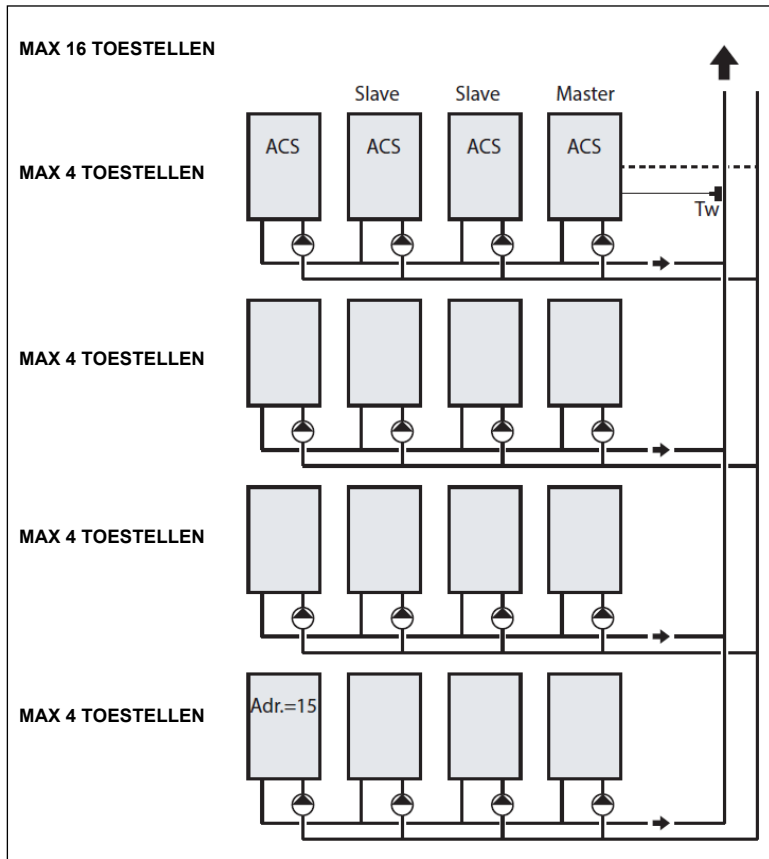 MAX 16 TOESTELLEN
Slave Slave Master
MAX 4 TOESTELLEN
ACS ACS ACS ACS
Tw
MAX 4 TOESTELLEN
MAX 4 TOESTELLEN
MAX 4 TOESTELLEN
Adr.=15